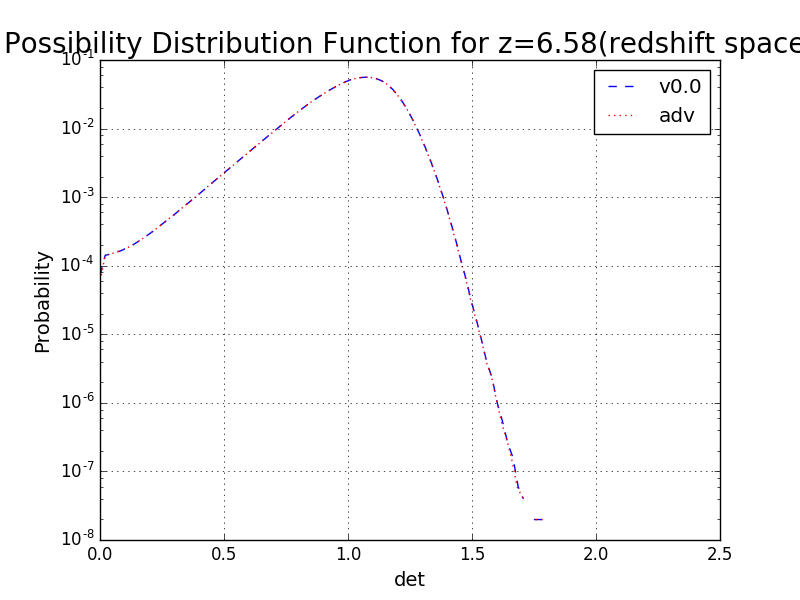 Possibility Distribution Function for z=6.58(redshift space
10^-1
10^-2
10^-3
10^-4
10^-5
10^-6
10^-7
10^-8
Probability
v0.0
adv
0.0 0.5 1.0 1.5 2.0 2.5
det